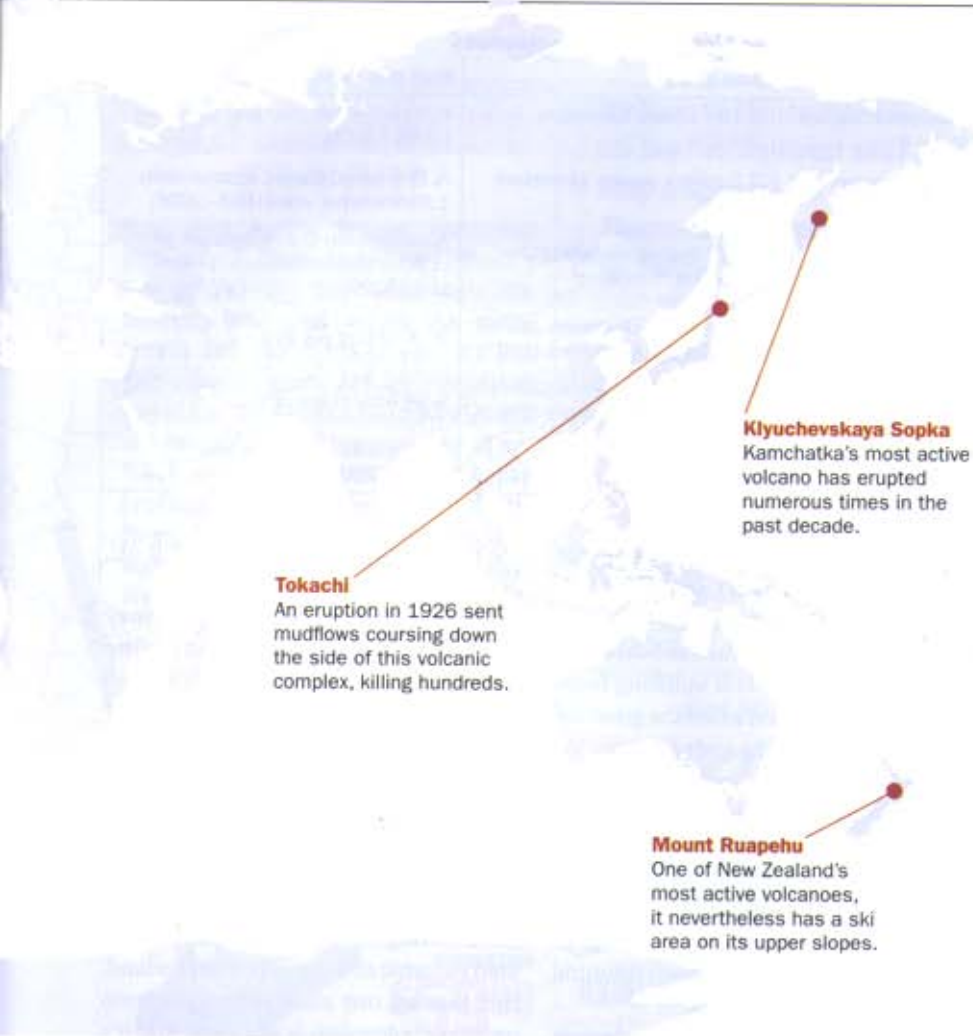 Klyuchevskaya Sopka
Kamchatka's most active
volcano has erupted
numerous times in the
past decade.
Tokachi
An eruption in 1926 sent
mudflows coursing down
the side of this volcanic
complex, killing hundreds.
Mount Ruapehu
One of New Zealand's
most active volcanoes,
it nevertheless has a ski
area on its upper slopes.